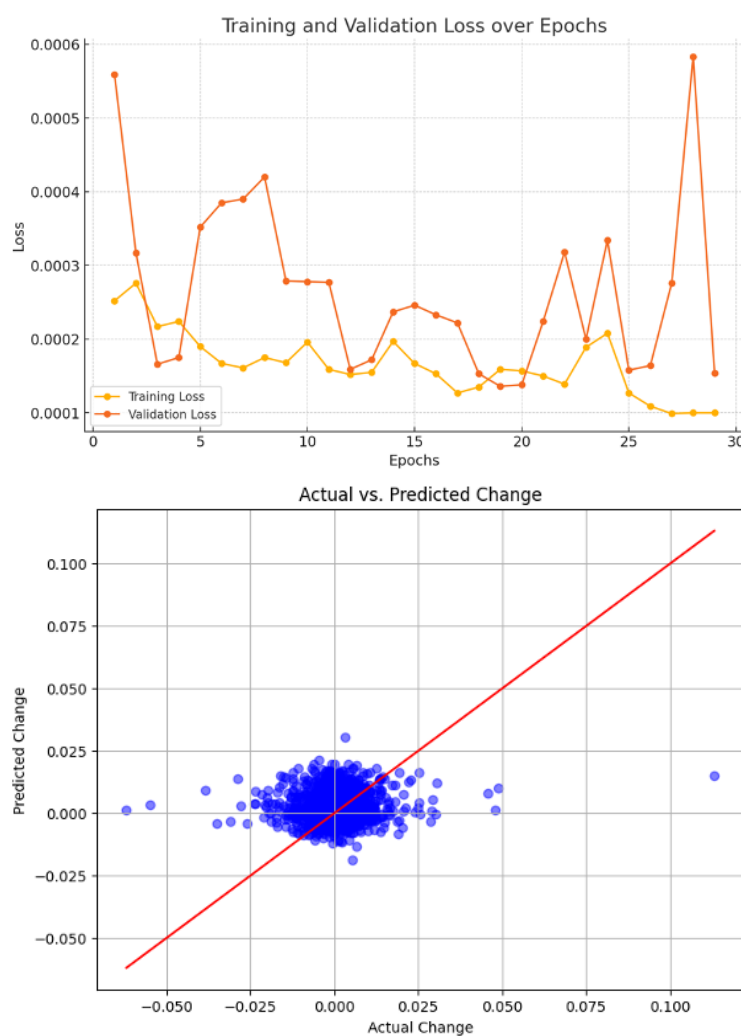 Training and Validation Loss over Epochs
0.0006
0.0005
0.0004
0.0003
0.0002
0.0001
Loss
Training Loss
Validation Loss
0 5 10 15 20 25 30
Epochs
Actual vs. Predicted Change
0.100
0.075
0.050
0.025
0.000
−0.025
−0.050
Predicted Change
−0.050 −0.025 0.000 0.025 0.050 0.075 0.100
Actual Change